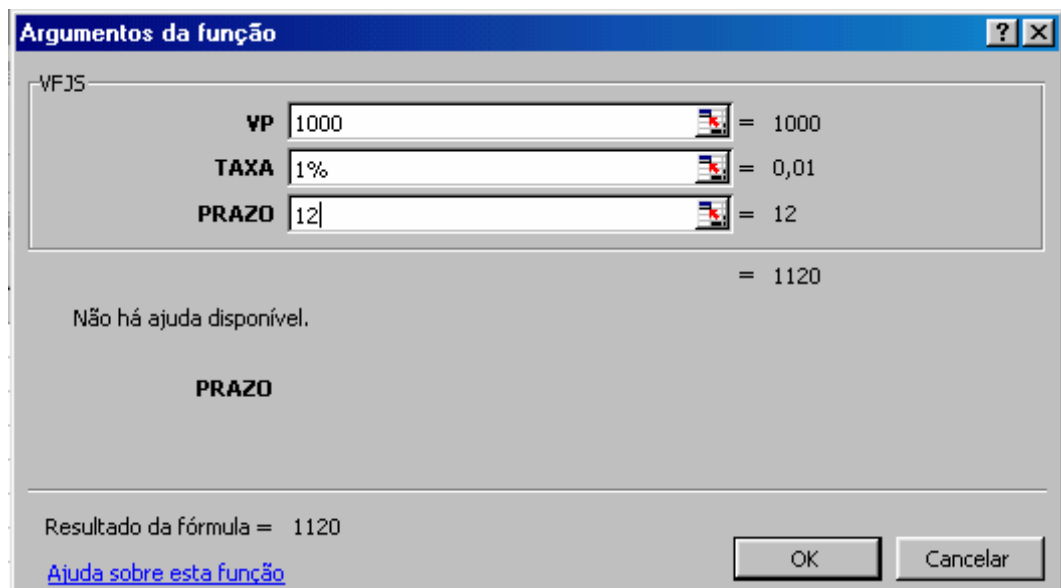 Argumentos da função
VFJS
VP 1000 = 1000
TAXA 1% = 0,01
PRAZO 12 = 12
= 1120
Não há ajuda disponível.
PRAZO
Resultado da fórmula = 1120
Ajuda sobre esta função
OK Cancelar